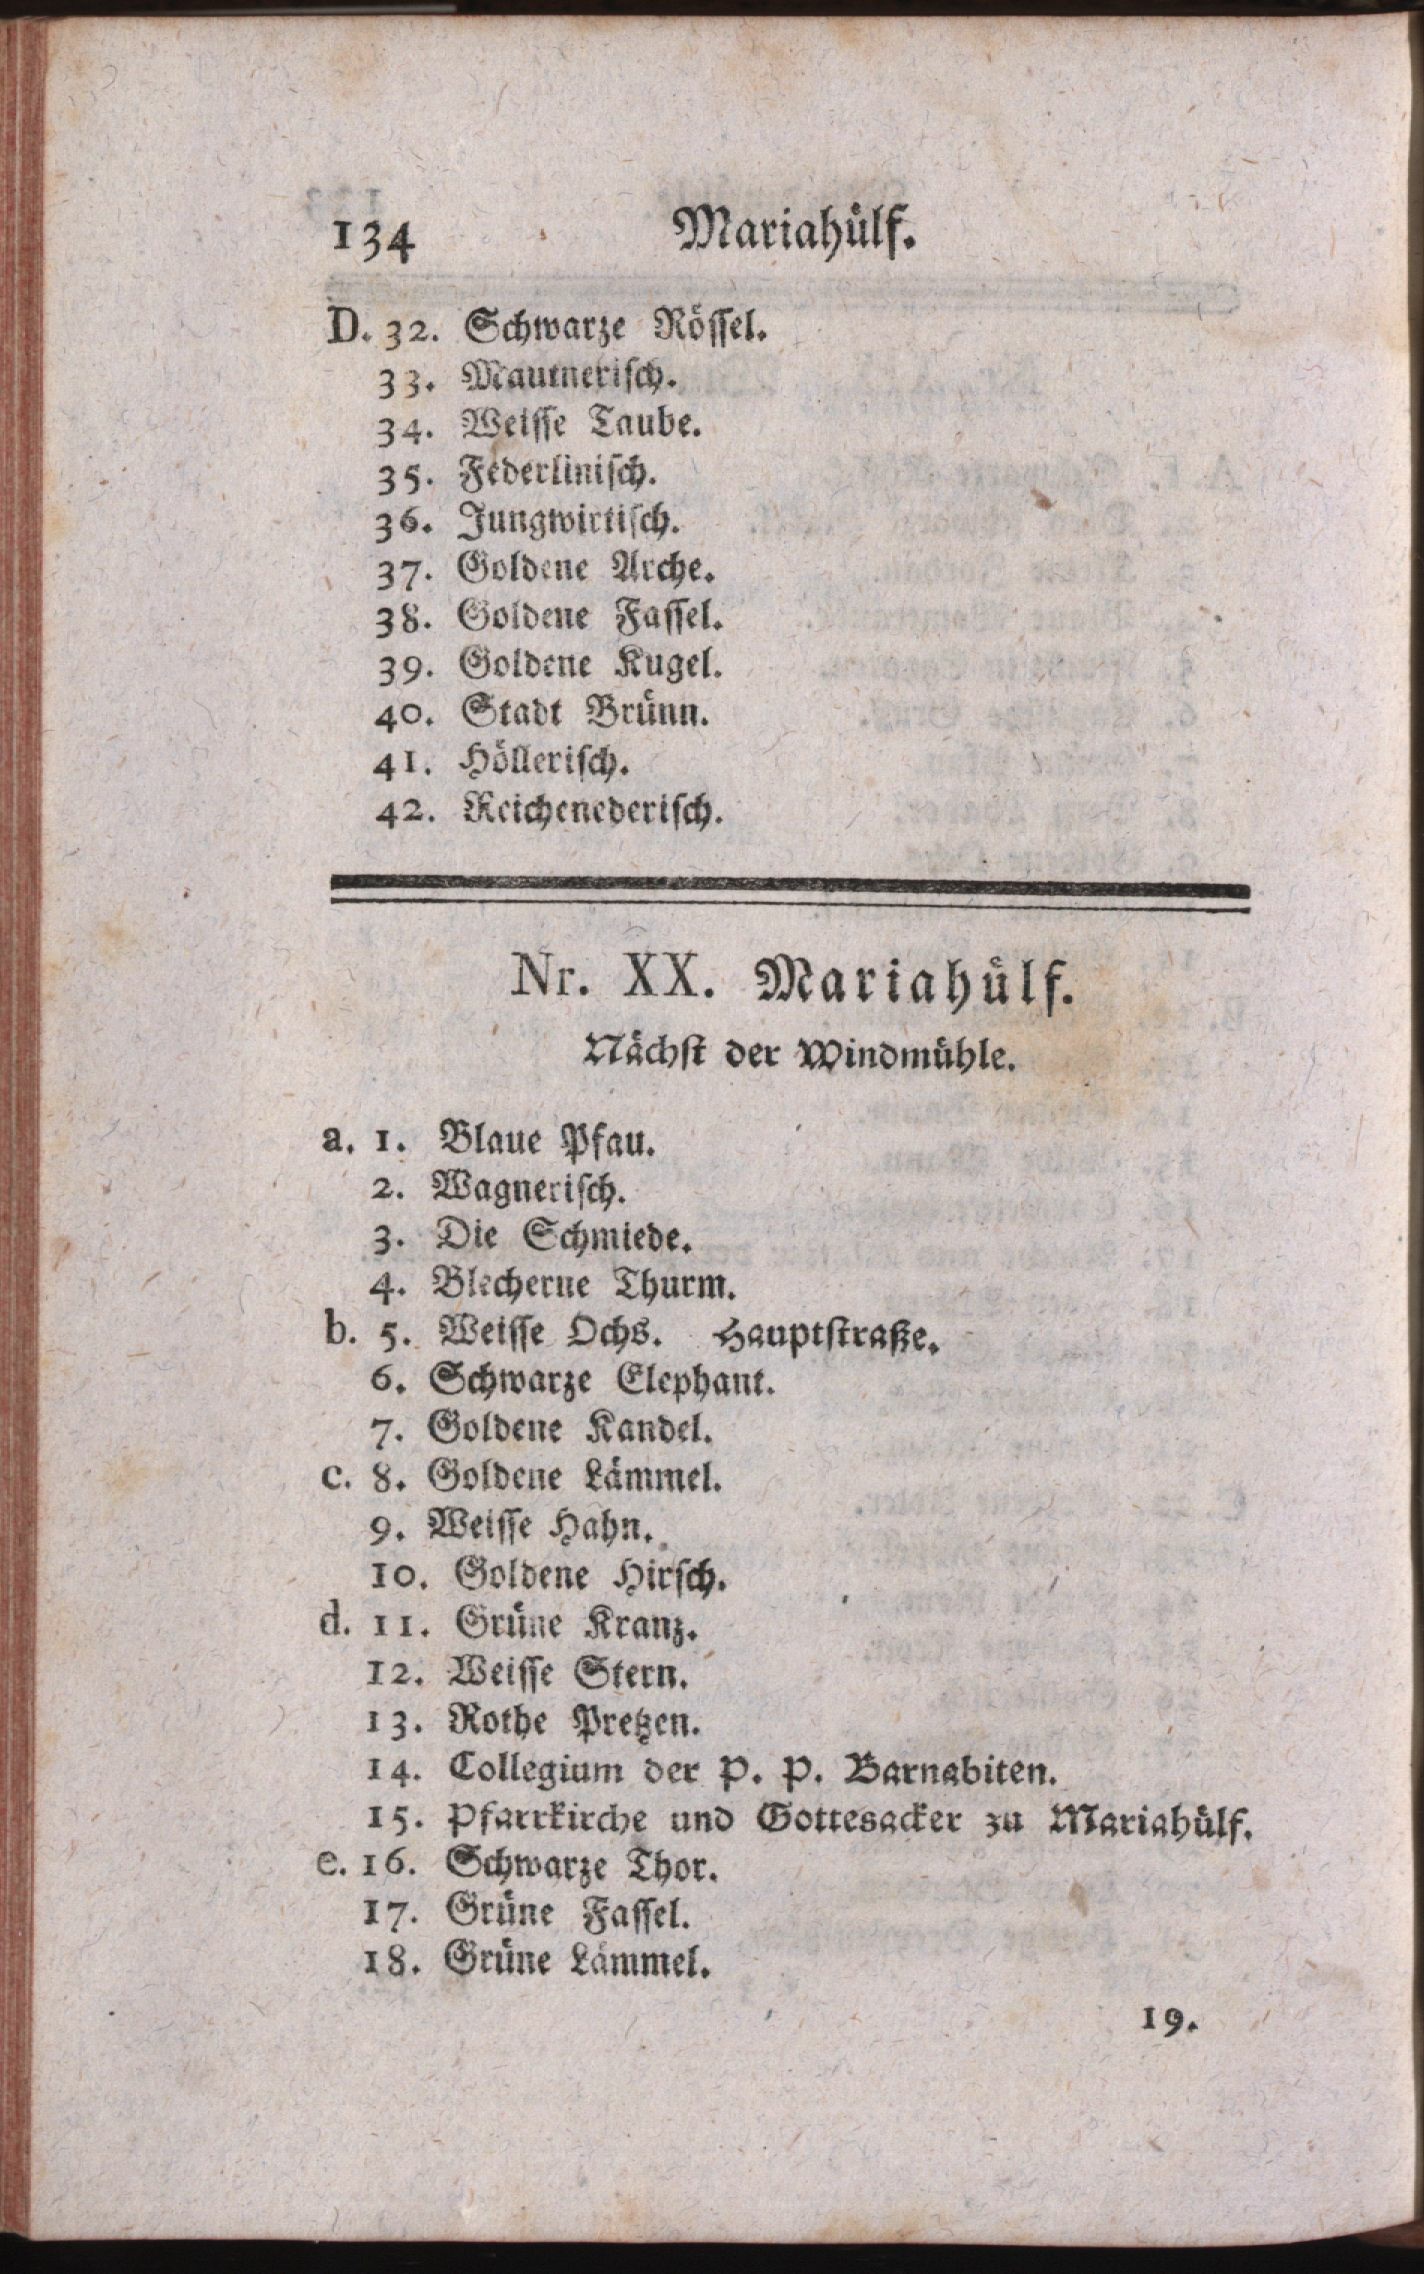 134 Mariahülf.
D. 32. Schwarze Rössel.
33. Mautnerisch.
34. Weisse Taube.
35. Federlinisch.
36. Jungwirtisch.
37. Goldene Arche.
38. Goldene Fassel.
39. Goldene Kugel.
40. Stadt Brünn.
41. Höllerisch.
42. Reichenederisch.
Nr. XX. Mariahülf.
Nächst der Windmühle.
a. 1. Blaue Pfau.
2. Wagnerisch.
3. Die Schmiede.
4. Blecherne Thurm.
b. 5. Weisse Ochs. Hauptstraße.
6. Schwarze Elephant.
7. Goldene Kandel.
c. 8. Goldene Lämmel.
9. Weisse Hahn.
10. Goldene Hirsch.
d. 11. Grüne Kranz.
12. Weisse Stern.
13. Rothe Pretzen.
14. Collegium der P. P. Barnabiten.
15. Pfarrkirche und Gottesacker zu Mariahülf.
e. 16. Schwarze Thor.
17. Grüne Fassel.
18. Grüne Lämmel.
19.